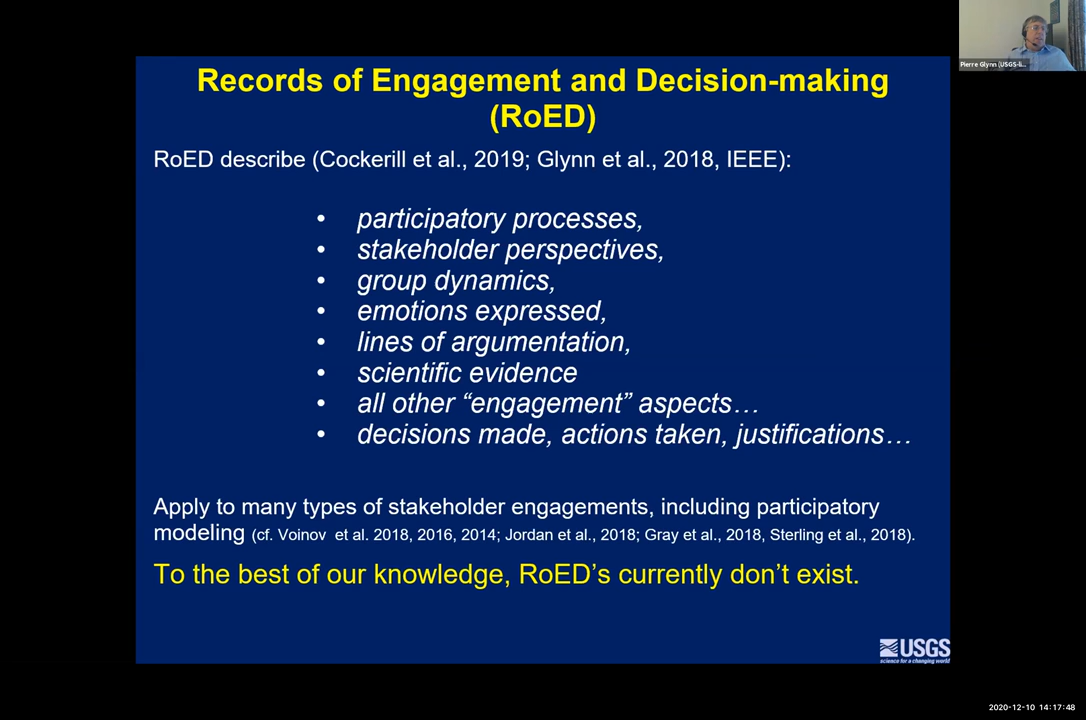 Records of Engagement and Decision-making
(RoED)
RoED describe (Cockerill et al., 2019; Glynn et al., 2018, IEEE):
• participatory processes,
• stakeholder perspectives,
• group dynamics,
• emotions expressed,
• lines of argumentation,
• scientific evidence
• all other “engagement” aspects…
• decisions made, actions taken, justifications…
Apply to many types of stakeholder engagements, including participatory
modeling (cf. Voinov et al. 2018, 2016, 2014; Jordan et al., 2018; Gray et al., 2018, Sterling et al., 2018).
To the best of our knowledge, RoED’s currently don’t exist.
USGS
science for a changing world
Pierre Glynn (USGS-li...
2020-12-10 14:17:48